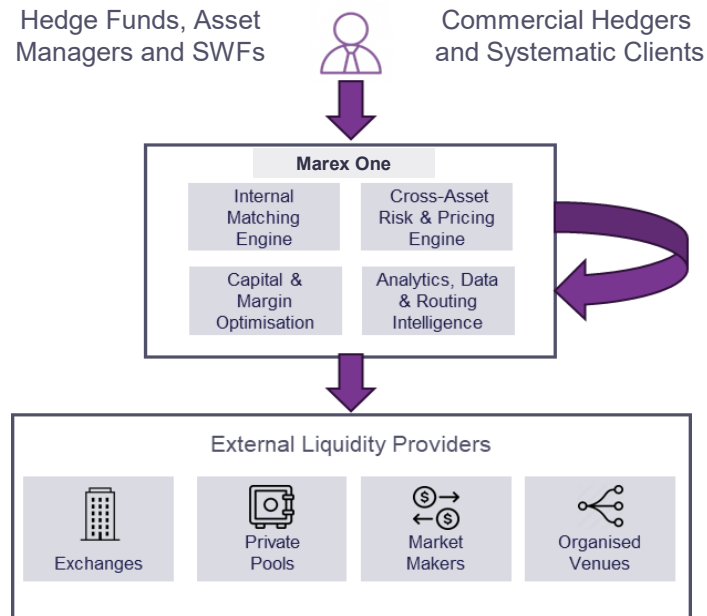 Hedge Funds, Asset
Managers and SWFs
Commercial Hedgers
and Systematic Clients
Marex One
Internal
Matching
Engine
Cross-Asset
Risk & Pricing
Engine
Capital &
Margin
Optimisation
Analytics, Data
& Routing
Intelligence
External Liquidity Providers
Exchanges
Private
Pools
$
$
Market
Makers
Organised
Venues